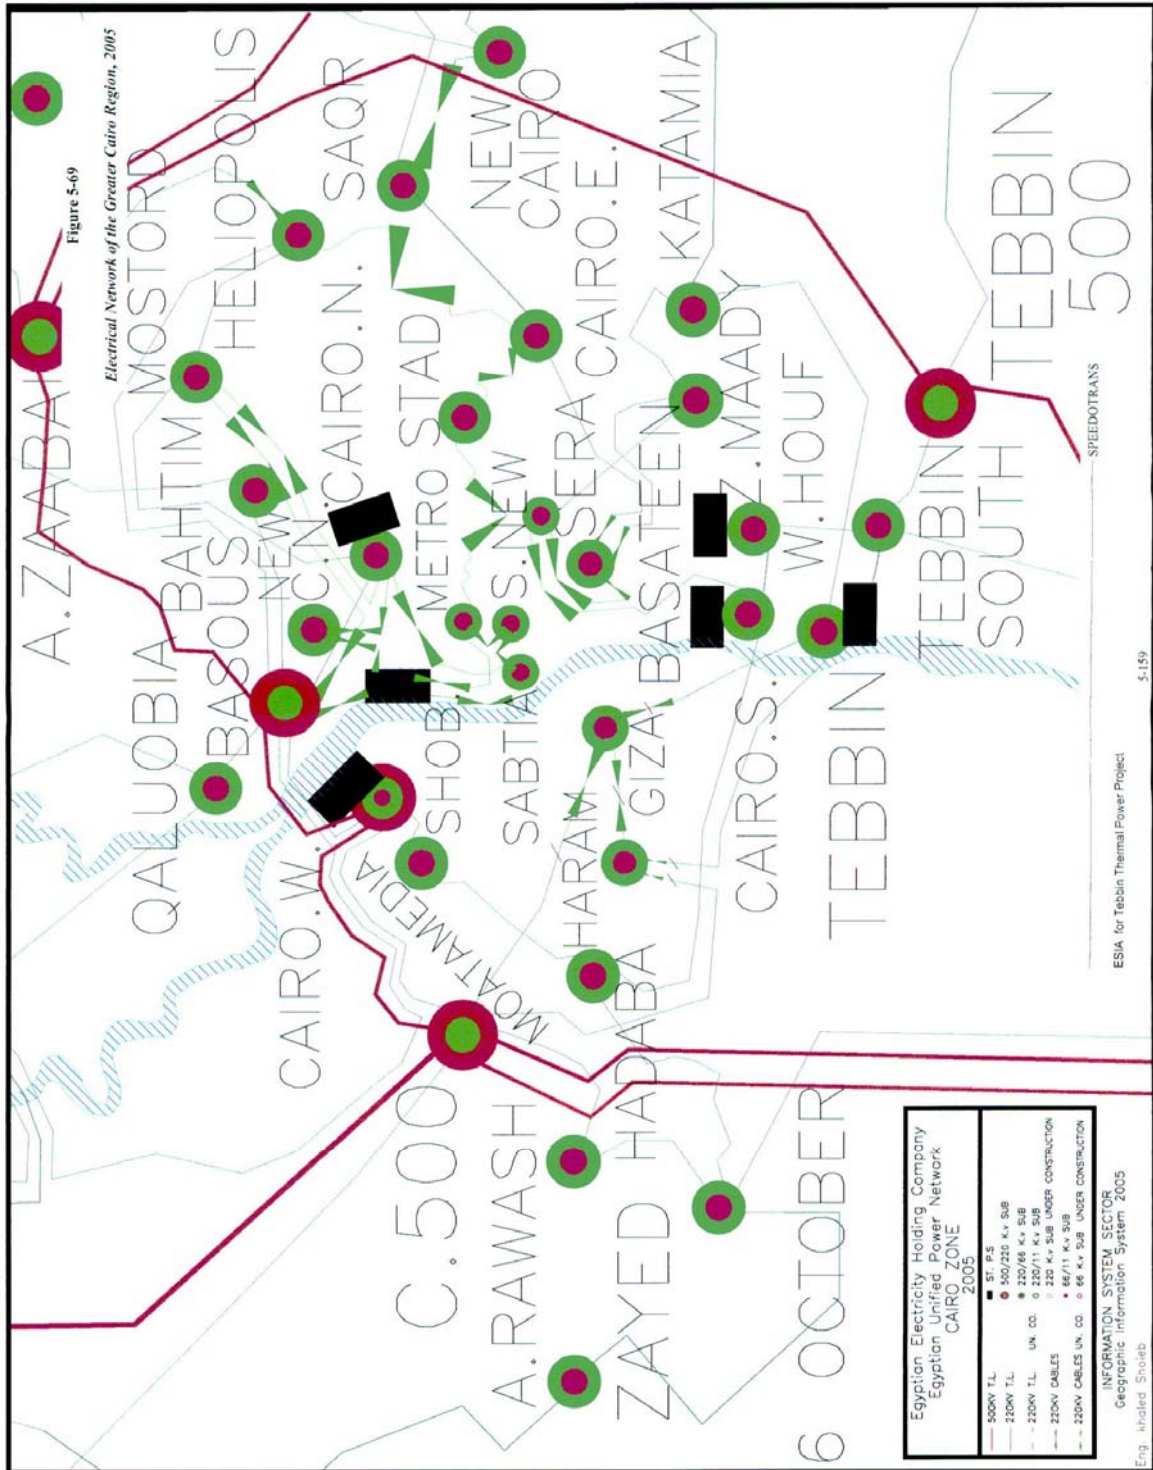 Figure 5-69
Electrical Network of the Greater Cairo Region, 2005
A.ZAABAL
MOSTORD
HELIOPOLIS
SAQR
NEW
CAIRO
QALUOBIA
BAHTIM
BASOUS
NEW
C.N.
CAIRO.N.
METRO
STAD
SERA
CAIRO.E.
KATAMIA
S.NEW
SERA
BASATEEN
Z.MAADY
W.HOUF
TEBBIN
500
TEBBIN
SOUTH
CAIRO.W.
SHOB.
SABTIA
MOATAMEDIA
HARAM
GIZA
CAIRO.S.
TEBBIN
C.500
A.RAWASH
HADABA
ZAYED HADABA
6 OCTOBER
Egyptian Electricity Holding Company
Egyptian Unified Power Network
CAIRO ZONE
2005
500KV T.L.
220KV T.L.
220KV T.L. UN. CO.
220KV CABLES
220KV CABLES UN. CO.
ST. P.S
500/220 K.v SUB
220/66 K.v SUB
220/11 K.v SUB
220 K.v SUB UNDER CONSTRUCTION
66/11 K.v SUB
66 K.v SUB UNDER CONSTRUCTION
INFORMATION SYSTEM SECTOR
Geographic Information System 2005
Eng. khaled Shoieb
SPEEDOTRANS
ESIA for Tebbin Thermal Power Project
5-159